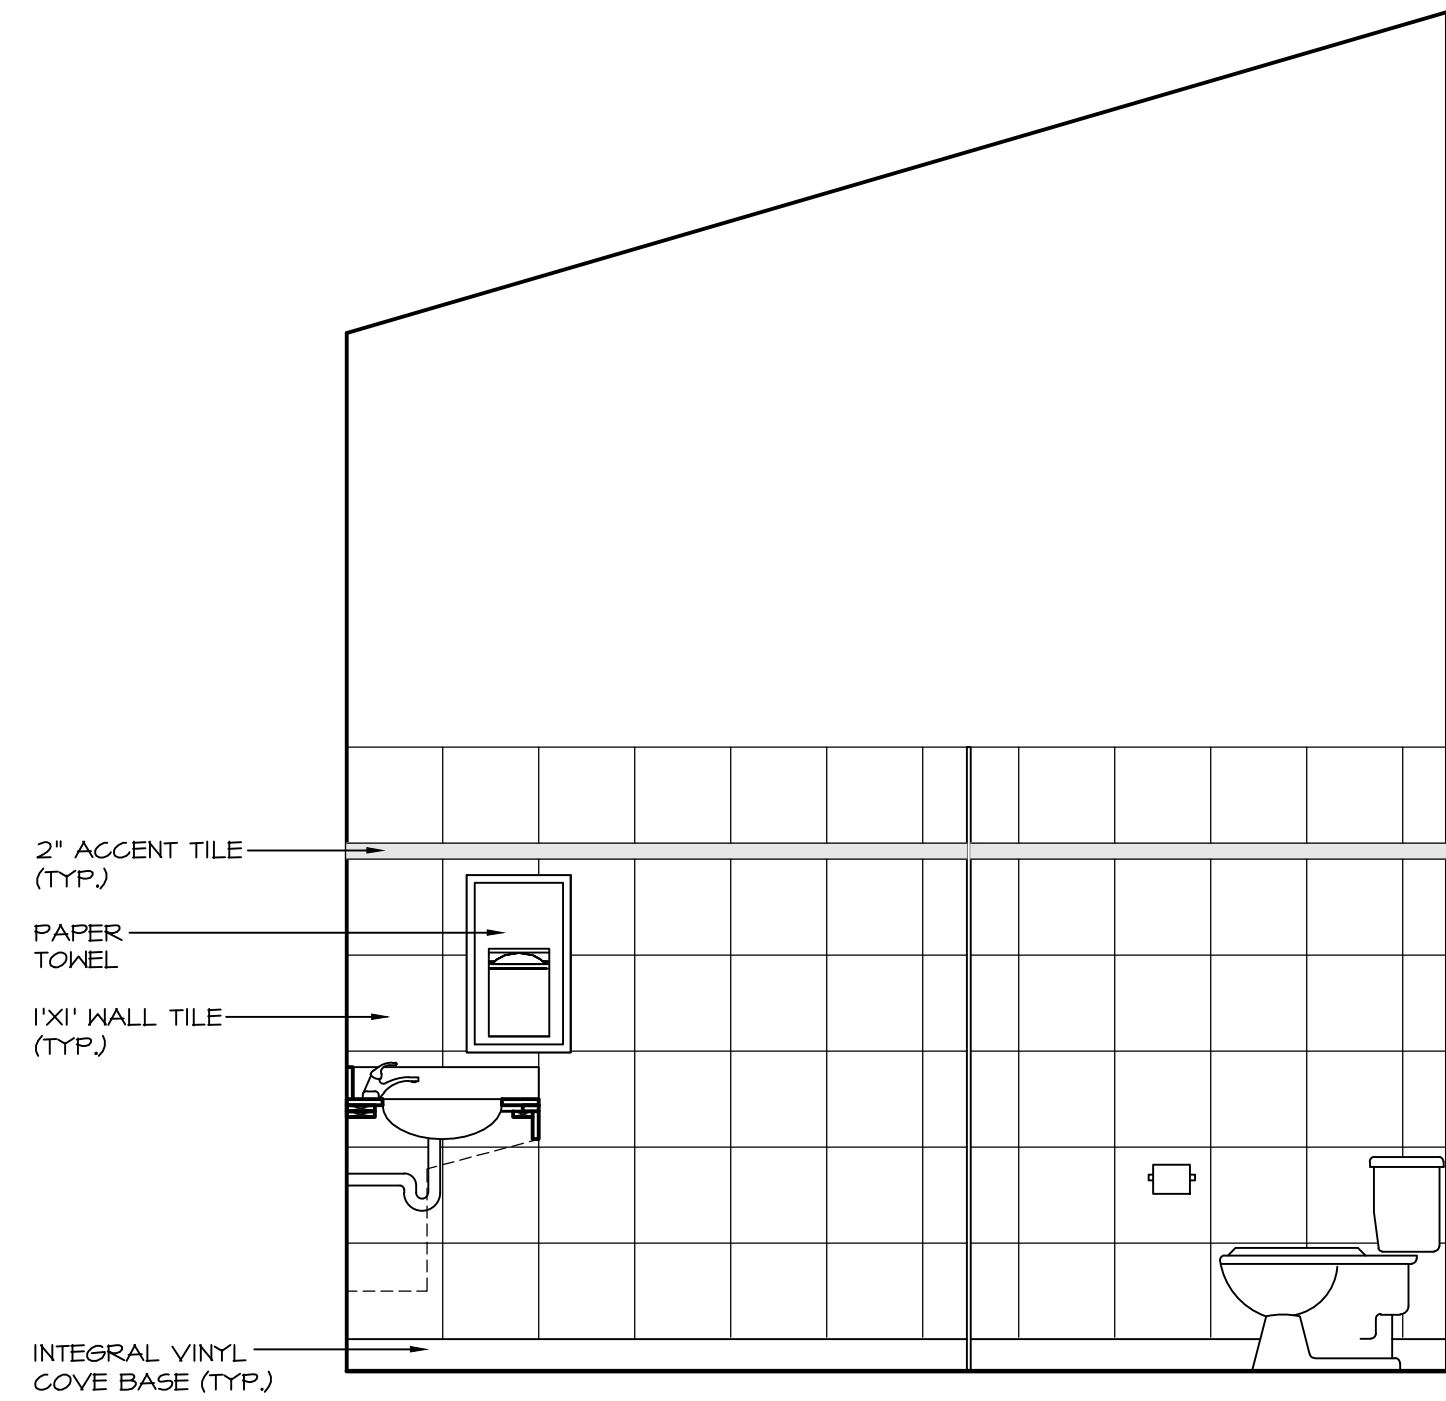 2" ACCENT TILE
(TYP.)
PAPER
TOWEL
1'X1' WALL TILE
(TYP.)
INTEGRAL VINYL
COVE BASE (TYP.)